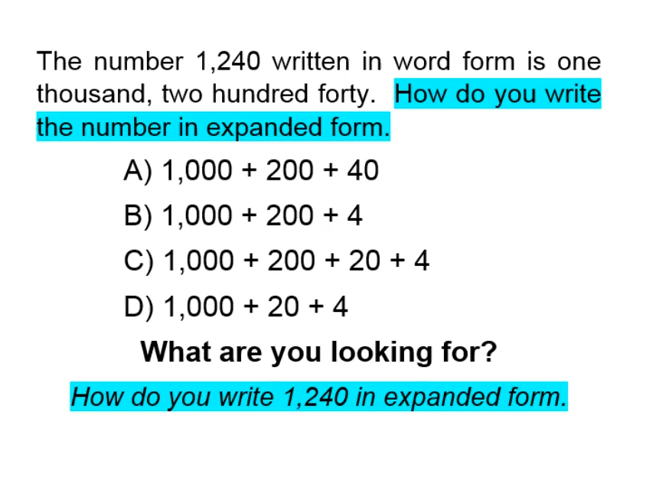 The number 1,240 written in word form is one
thousand, two hundred forty. How do you write
the number in expanded form.
A) 1,000 + 200 + 40
B) 1,000 + 200 + 4
C) 1,000 + 200 + 20 + 4
D) 1,000 + 20 + 4
What are you looking for?
How do you write 1,240 in expanded form.